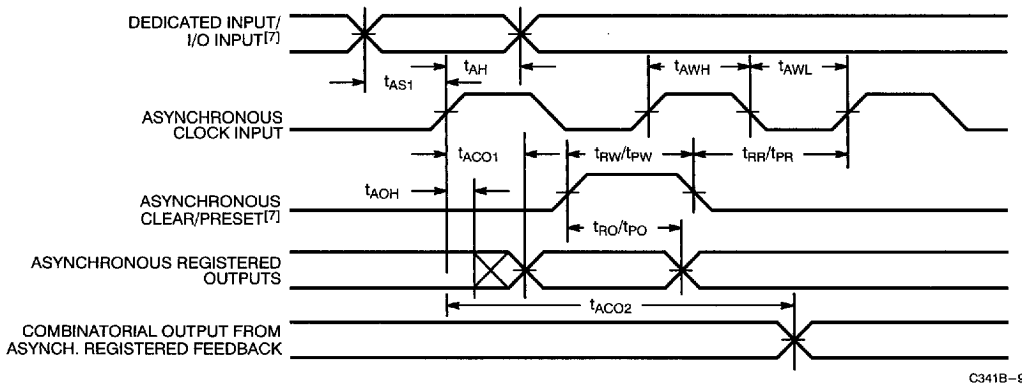 DEDICATED INPUT/
I/O INPUT[7]
tAH
tAWH
tAWL
tAS1
ASYNCHRONOUS
CLOCK INPUT
tACO1
tRW/tPW
tRR/tPR
tAOH
ASYNCHRONOUS
CLEAR/PRESET[7]
tRO/tPO
ASYNCHRONOUS REGISTERED
OUTPUTS
tACO2
COMBINATORIAL OUTPUT FROM
ASYNCH. REGISTERED FEEDBACK
C341B–9